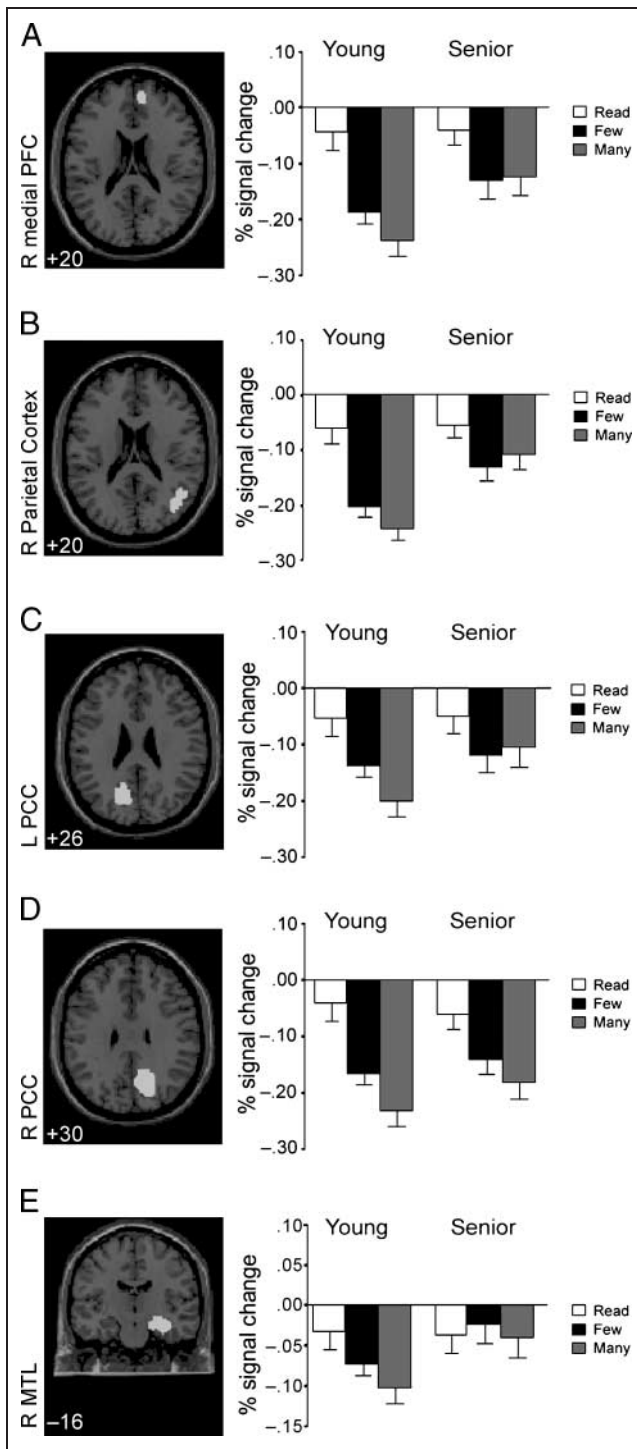 A
Young Senior
.10
.00
–.10
–.20
–.30
% signal change
Read
Few
Many
R medial PFC
+20
B
Young Senior
.10
.00
–.10
–.20
–.30
% signal change
Read
Few
Many
R Parietal Cortex
+20
C
Young Senior
.10
.00
–.10
–.20
–.30
% signal change
Read
Few
Many
L PCC
+26
D
Young Senior
.10
.00
–.10
–.20
–.30
% signal change
Read
Few
Many
R PCC
+30
E
Young Senior
.10
.05
.00
–.05
–.10
–.15
% signal change
Read
Few
Many
R MTL
–16